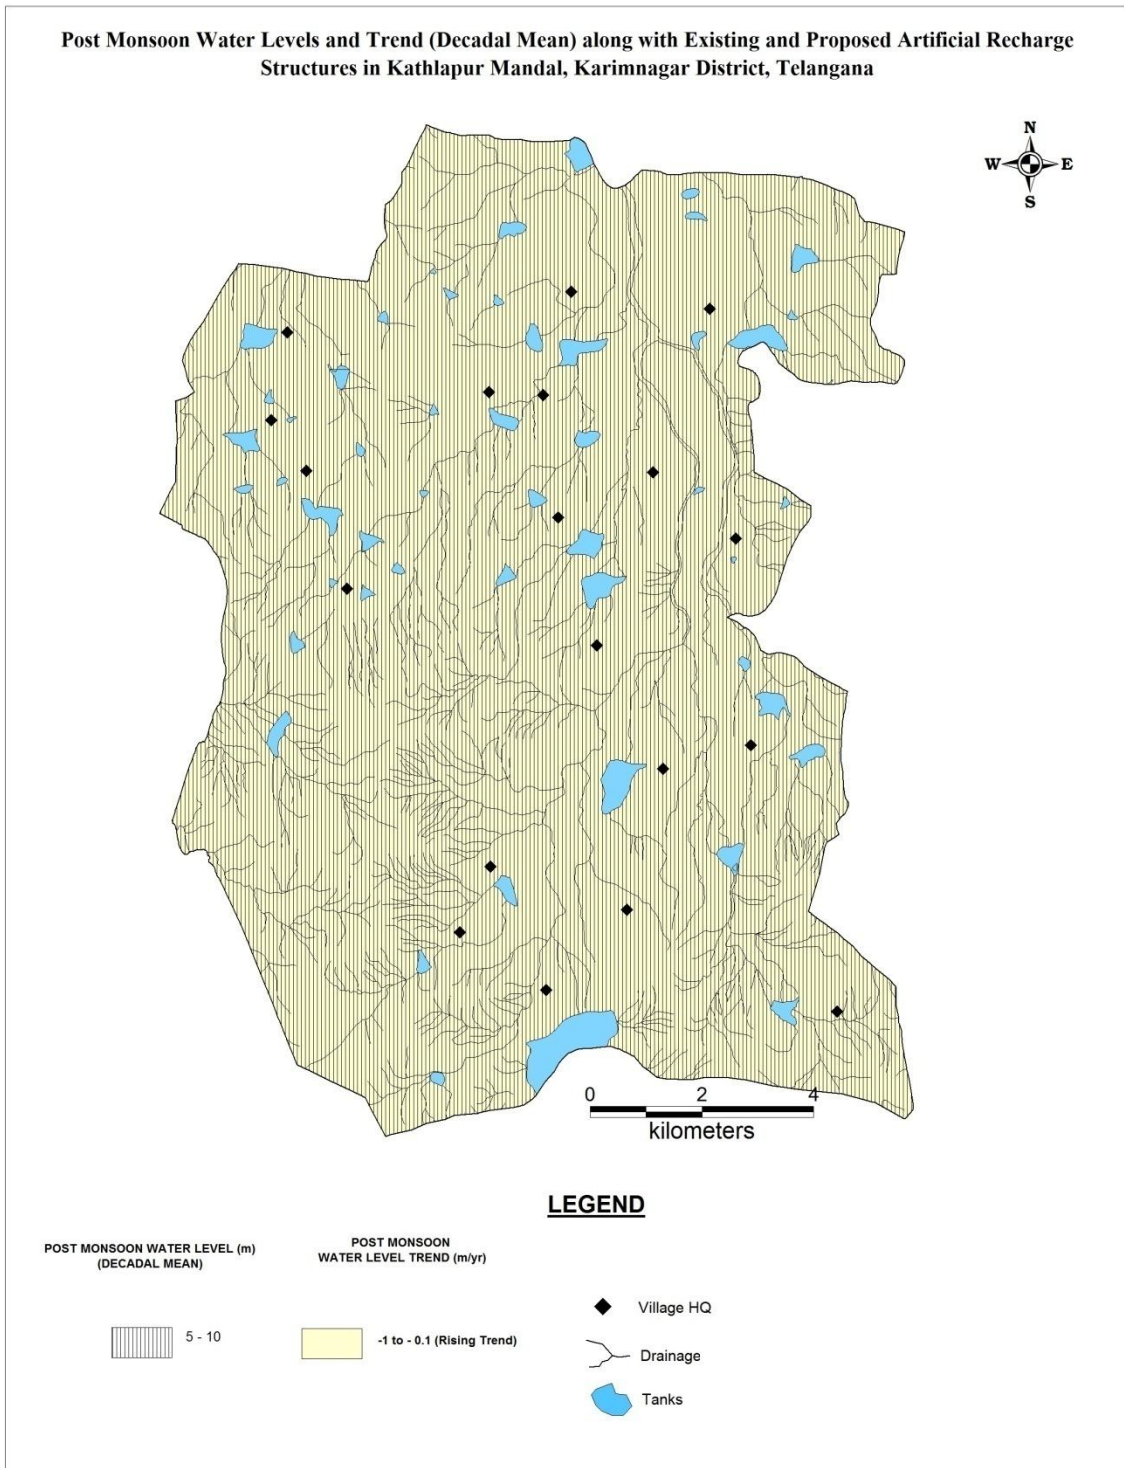 Post Monsoon Water Levels and Trend (Decadal Mean) along with Existing and Proposed Artificial Recharge
Structures in Kathlapur Mandal, Karimnagar District, Telangana
N
W E
S
0 2 4
kilometers
LEGEND
POST MONSOON WATER LEVEL (m)
(DECADAL MEAN)
POST MONSOON
WATER LEVEL TREND (m/yr)
5 - 10
-1 to - 0.1 (Rising Trend)
Village HQ
Drainage
Tanks